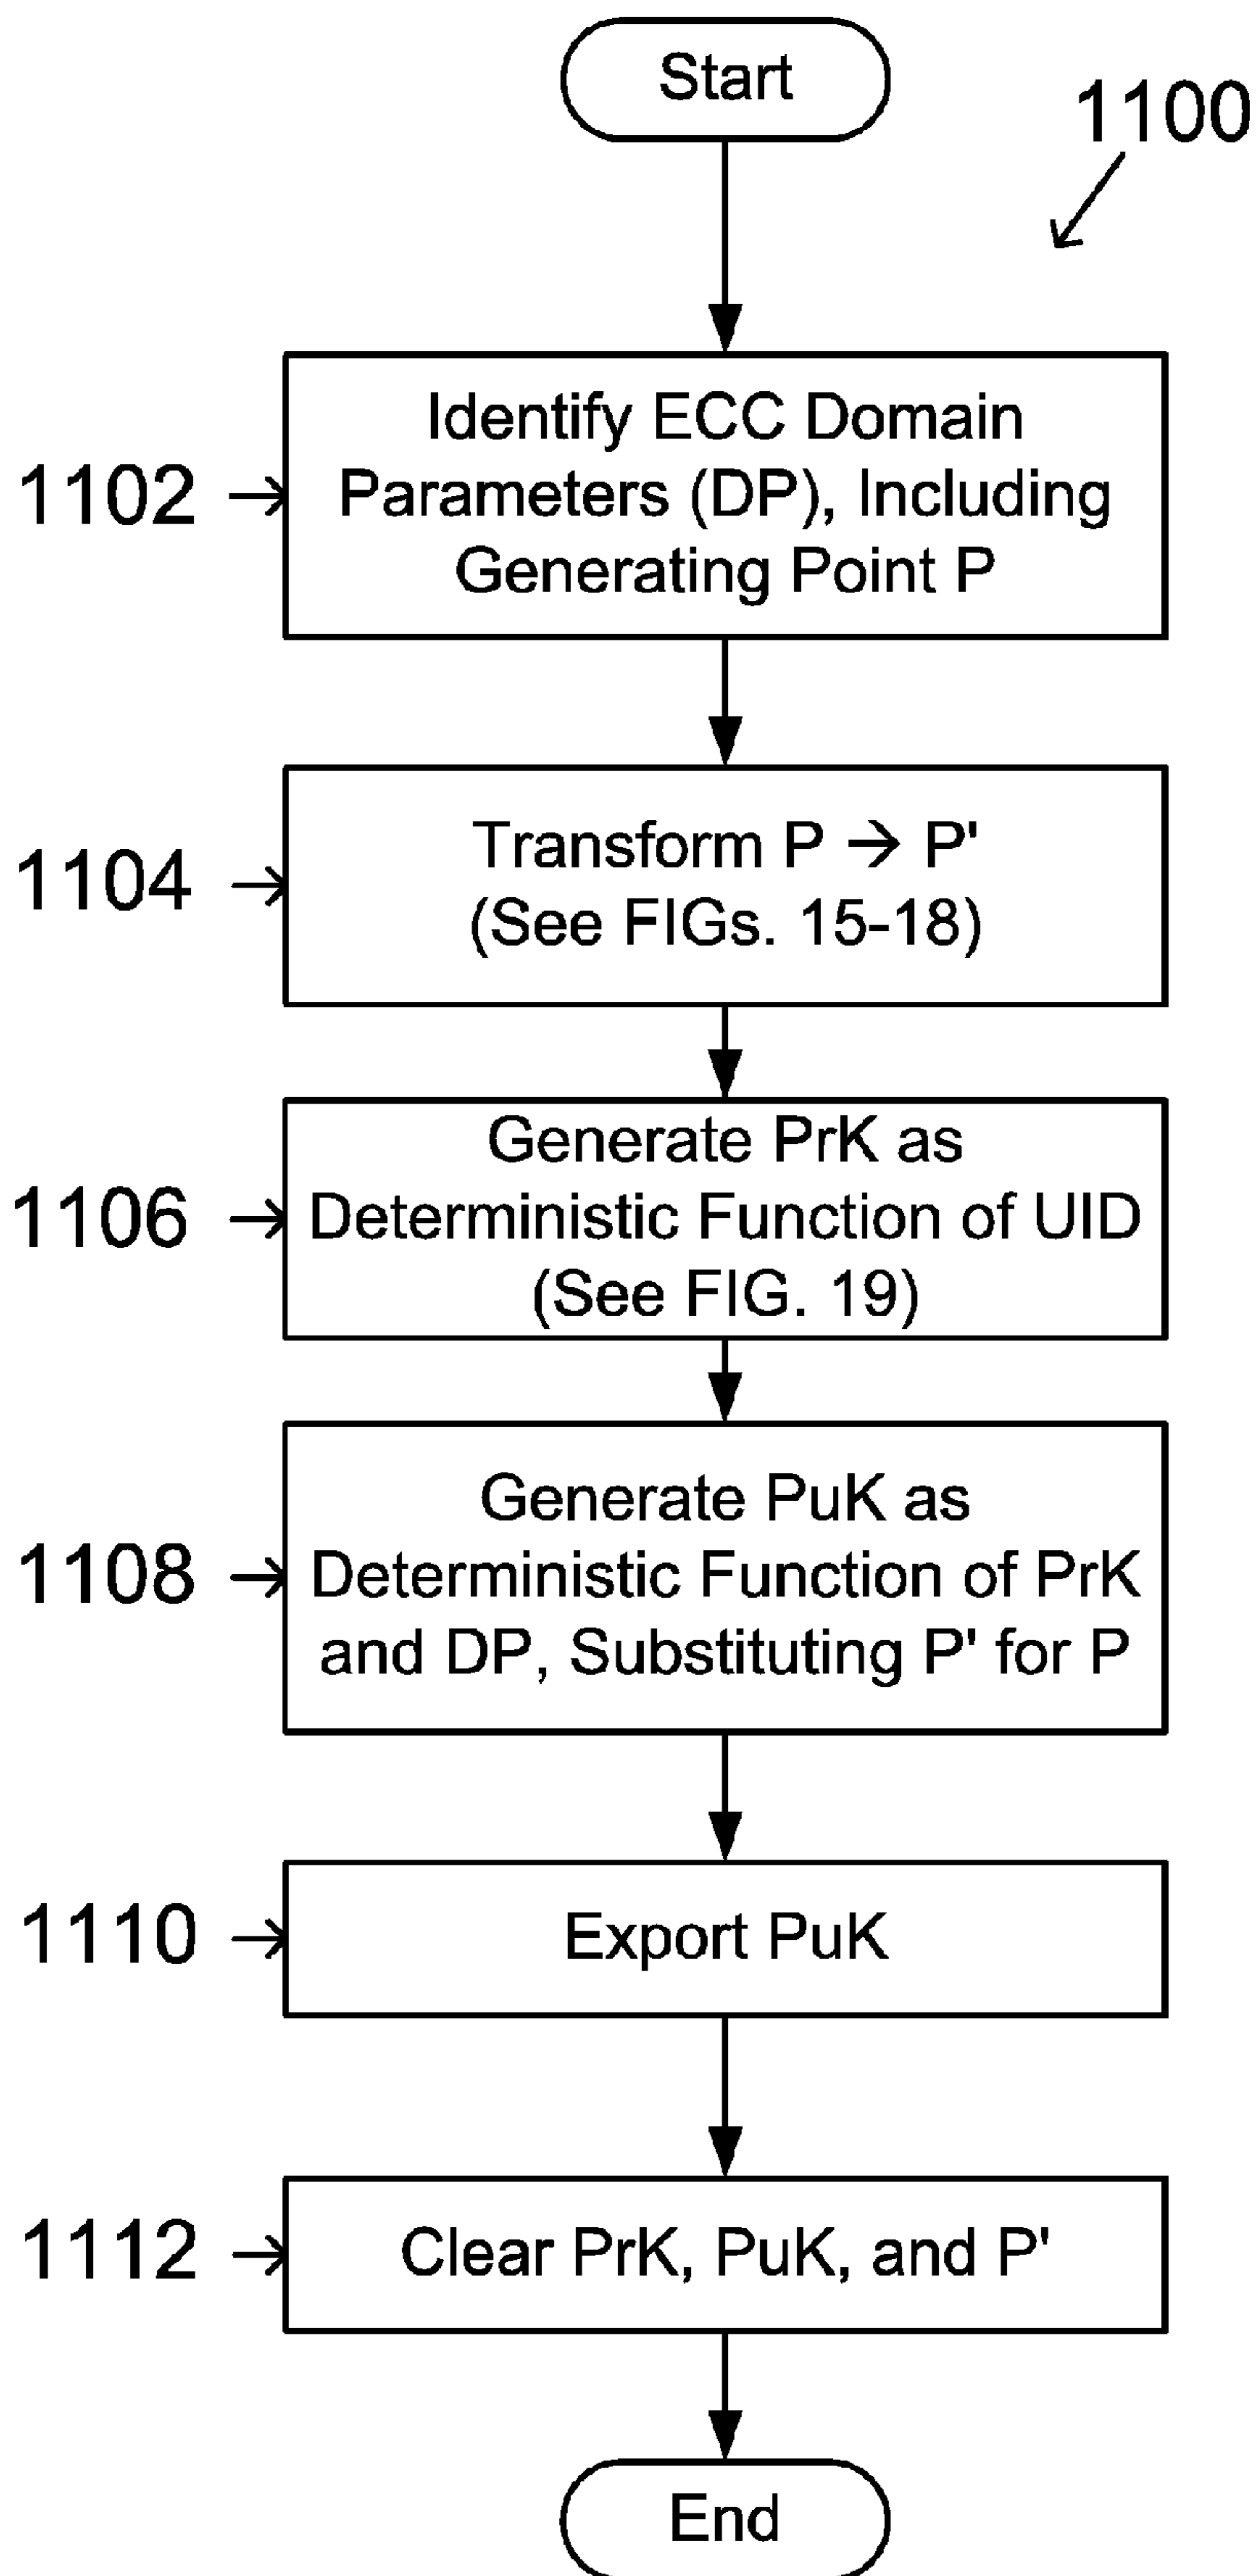 Start
1100
1102
Identify ECC Domain
Parameters (DP), Including
Generating Point P
1104
Transform P → P'
(See FIGs. 15-18)
1106
Generate PrK as
Deterministic Function of UID
(See FIG. 19)
1108
Generate PuK as
Deterministic Function of PrK
and DP, Substituting P' for P
1110
Export PuK
1112
Clear PrK, PuK, and P'
End